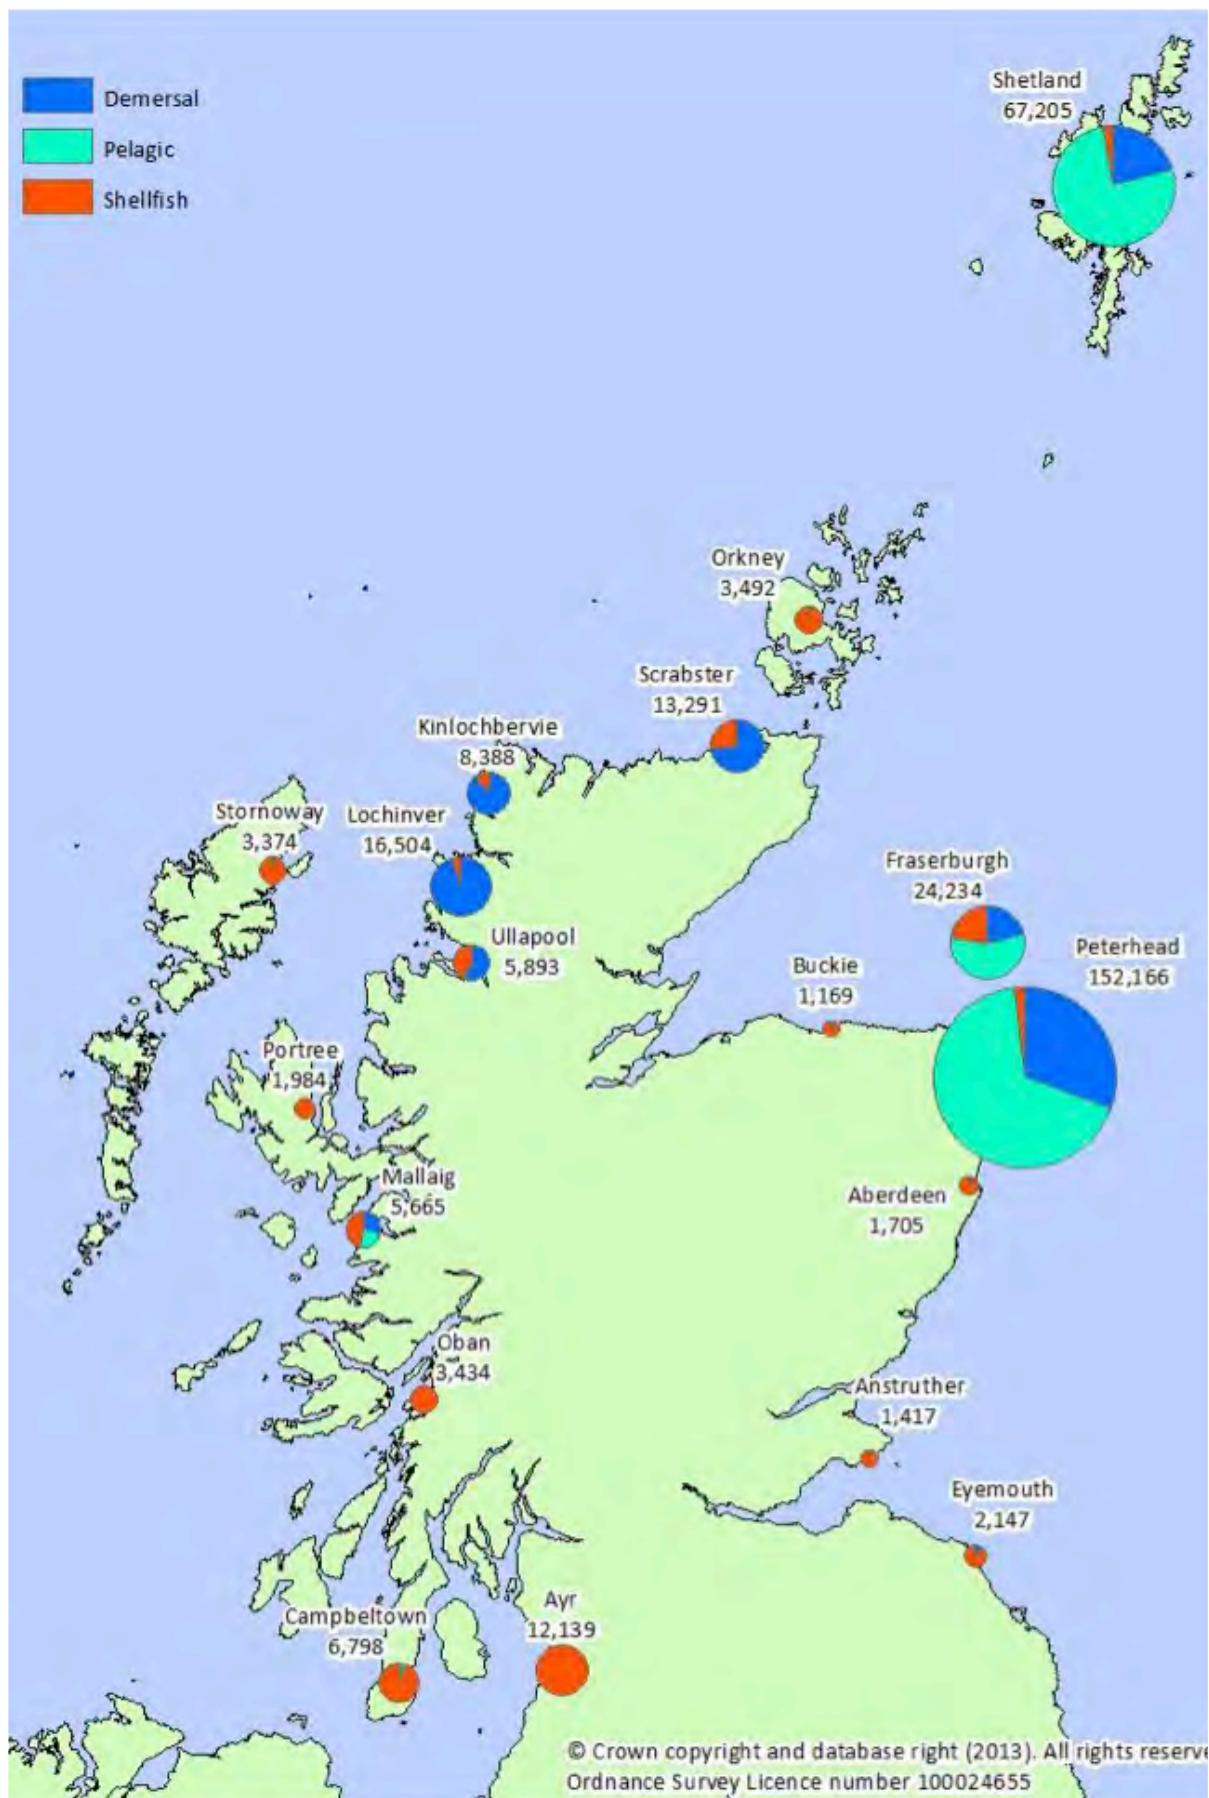 Shetland
67,205
Demersal
Pelagic
Shellfish
Orkney
3,492
Scrabster
13,291
Kinlochbervie
8,388
Stornoway
3,374
Lochinver
16,504
Fraserburgh
24,234
Ullapool
5,893
Peterhead
152,166
Buckie
1,169
Portree
1,984
Mallaig
5,665
Aberdeen
1,705
Oban
3,434
Anstruther
1,417
Eyemouth
2,147
Ayr
12,139
Campbeltown
6,798
© Crown copyright and database right (2013). All rights reserve
Ordnance Survey Licence number 100024655